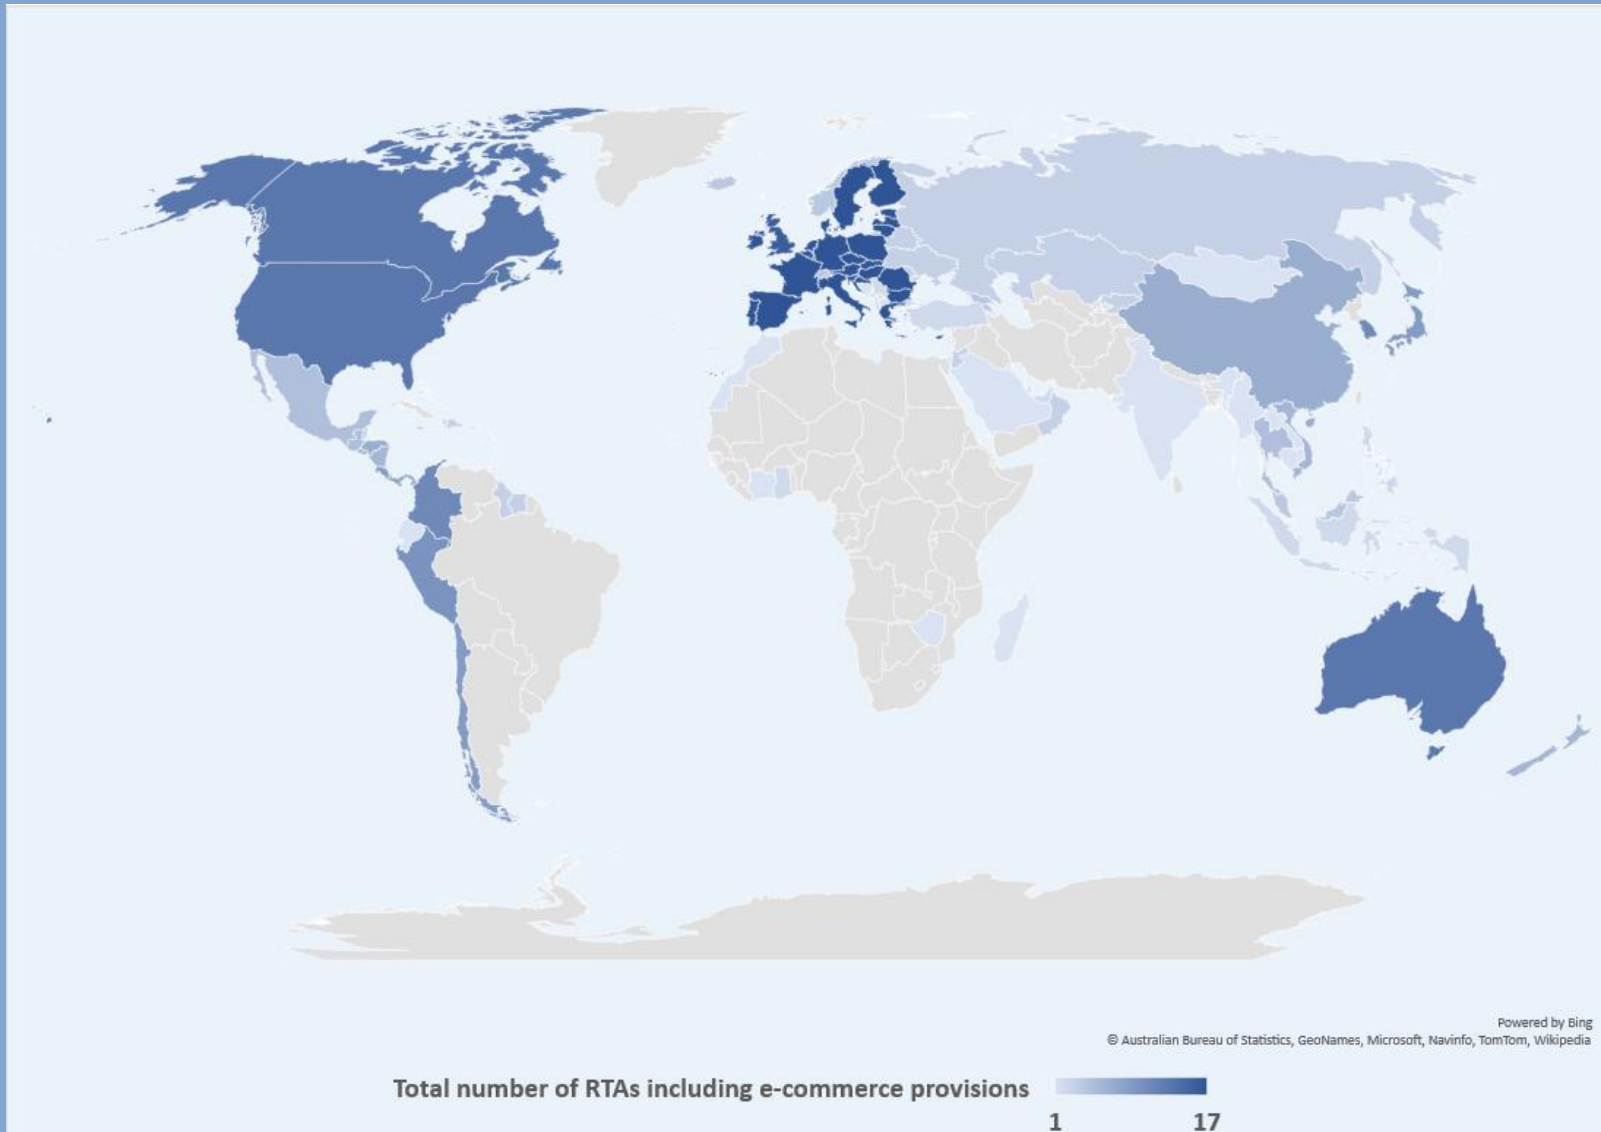 Powered by Bing
© Australian Bureau of Statistics, GeoNames, Microsoft, Navinfo, TomTom, Wikipedia
Total number of RTAs including e-commerce provisions
1 17